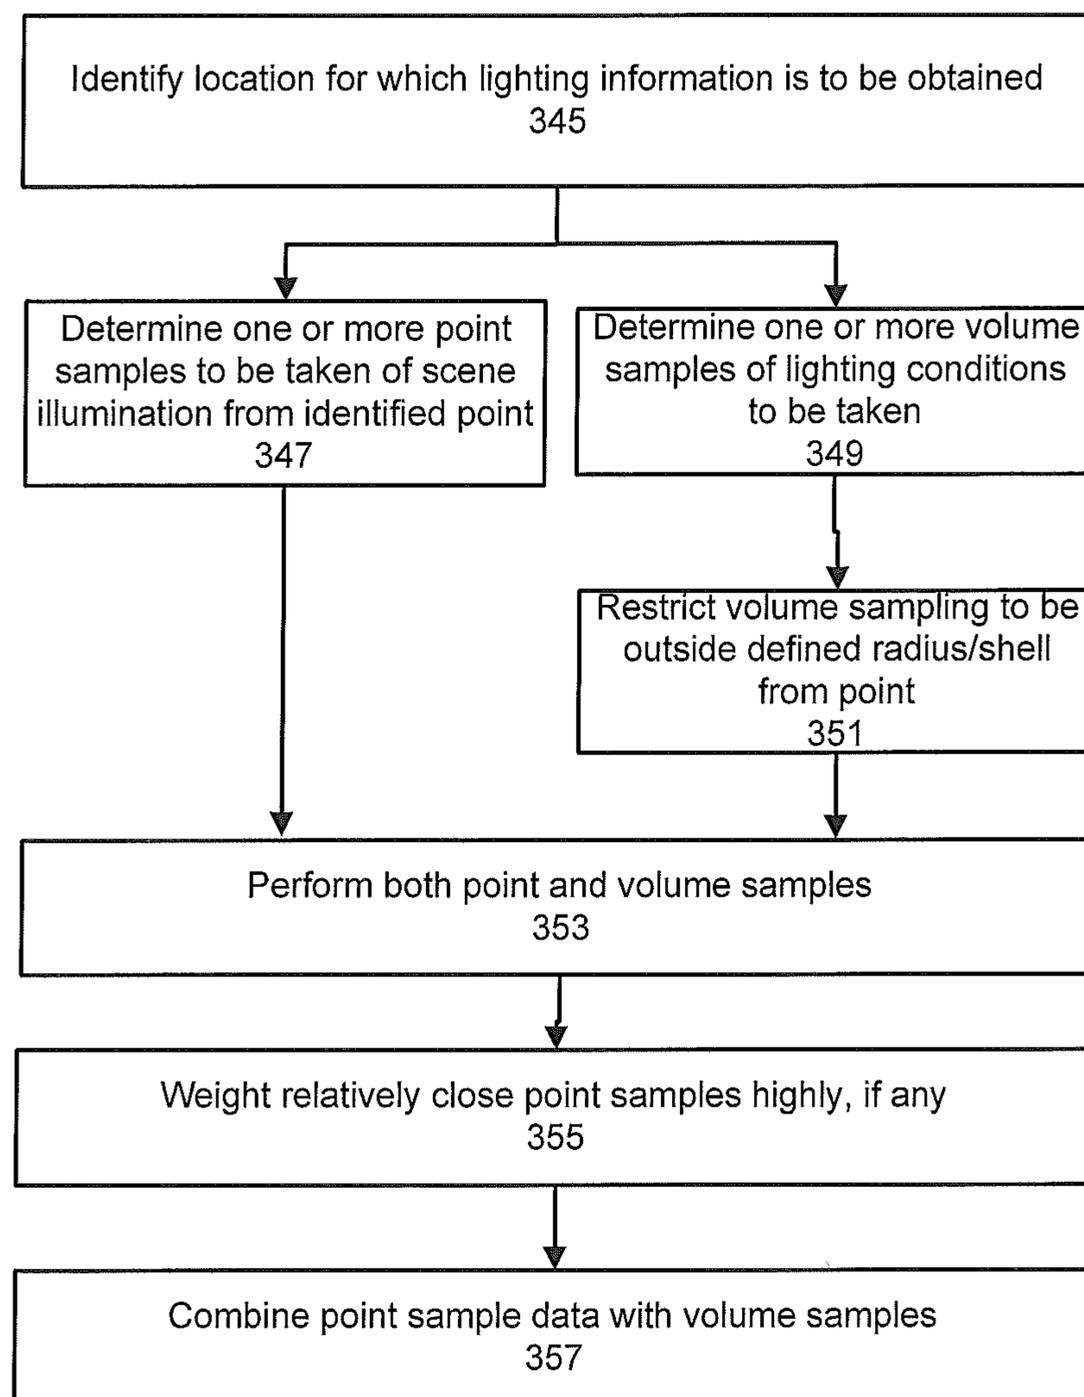 Identify location for which lighting information is to be obtained
345
Determine one or more point
samples to be taken of scene
illumination from identified point
347
Determine one or more volume
samples of lighting conditions
to be taken
349
Restrict volume sampling to be
outside defined radius/shell
from point
351
Perform both point and volume samples
353
Weight relatively close point samples highly, if any
355
Combine point sample data with volume samples
357